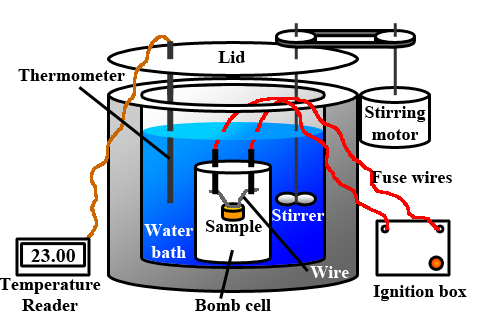 Lid
Thermometer
Stirring
motor
Fuse wires
Sample
Stirrer
Water
bath
23.00
Wire
Temperature
Reader
Bomb cell
Ignition box